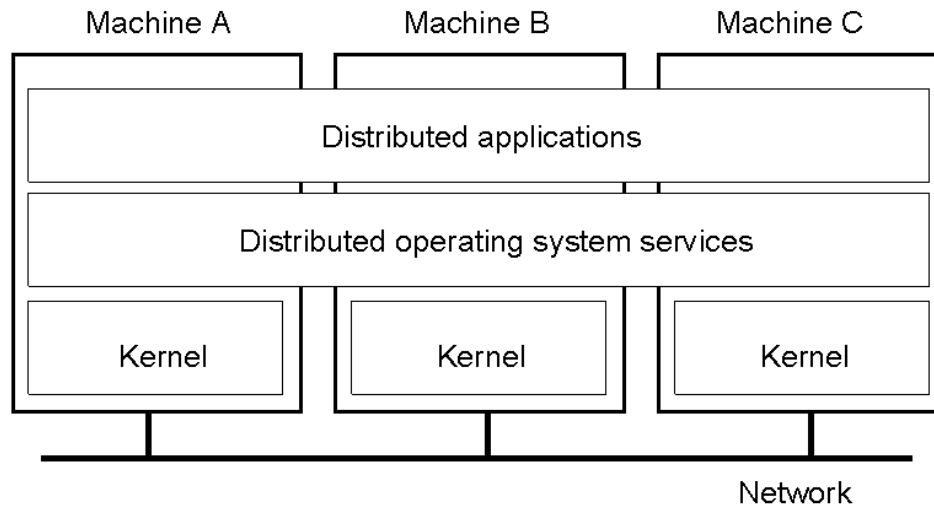 Machine A
Machine B
Machine C
Distributed applications
Distributed operating system services
Kernel
Kernel
Kernel
Network